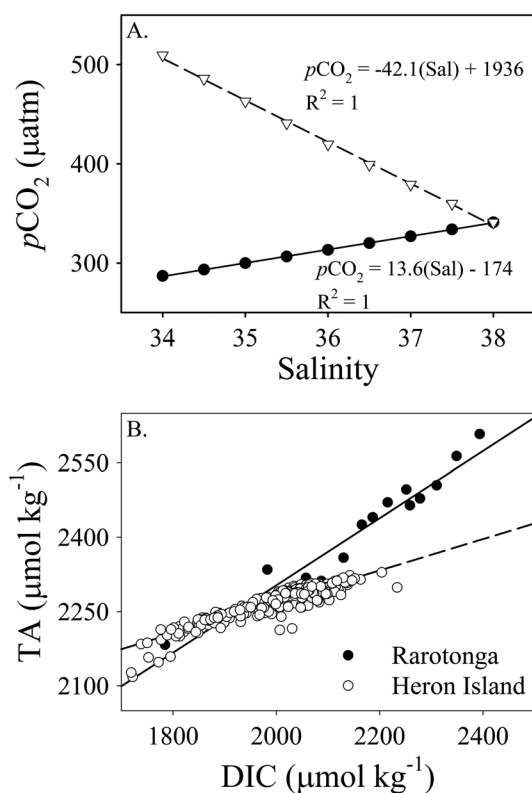 A.
500
pCO₂ = -42.1(Sal) + 1936
R² = 1
pCO₂ (μatm)
400
300
pCO₂ = 13.6(Sal) - 174
R² = 1
34 35 36 37 38
Salinity
B.
2550
TA (μmol kg⁻¹)
2400
2250
2100
Rarotonga
Heron Island
1800 2000 2200 2400
DIC (μmol kg⁻¹)